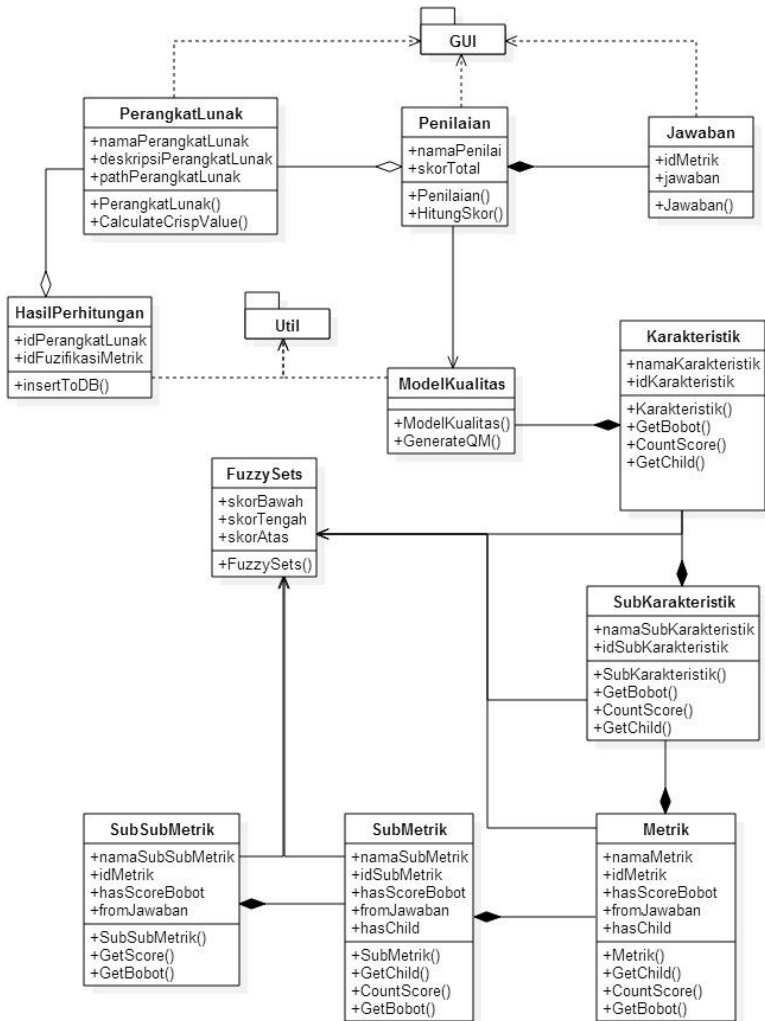 GUI
PerangkatLunak
+namaPerangkatLunak
+deskripsiPerangkatLunak
+pathPerangkatLunak
+PerangkatLunak()
+CalculateCrispValue()
Penilaian
+namaPenilai
+skorTotal
+Penilaian()
+HitungSkor()
Jawaban
+idMetrik
+jawaban
+Jawaban()
HasilPerhitungan
+idPerangkatLunak
+idFuzifikasiMetrik
+insertToDB()
Util
ModelKualitas
+ModelKualitas()
+GenerateQM()
Karakteristik
+namaKarakteristik
+idKarakteristik
+Karakteristik()
+GetBobot()
+CountScore()
+GetChild()
FuzzySets
+skorBawah
+skorTengah
+skorAtas
+FuzzySets()
SubKarakteristik
+namaSubKarakteristik
+idSubKarakteristik
+SubKarakteristik()
+GetBobot()
+CountScore()
+GetChild()
SubSubMetrik
+namaSubSubMetrik
+idMetrik
+hasScoreBobot
+fromJawaban
+SubSubMetrik()
+GetScore()
+GetBobot()
SubMetrik
+namaSubMetrik
+idSubMetrik
+hasScoreBobot
+fromJawaban
+hasChild
+SubMetrik()
+GetChild()
+CountScore()
+GetBobot()
Metrik
+namaMetrik
+idMetrik
+hasScoreBobot
+fromJawaban
+hasChild
+Metrik()
+GetChild()
+CountScore()
+GetBobot()